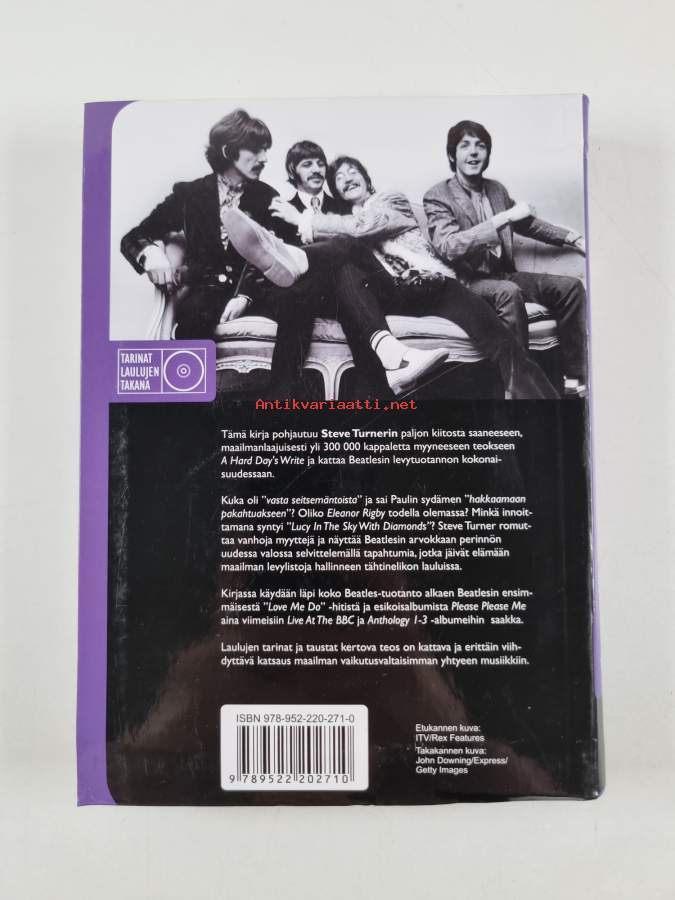 TARINAT
LAULUJEN
TAKANA
Antikvariaatti.net
Tämä kirja pohjautuu Steve Turnerin paljon kiitosta saaneeseen,
maailmanlaajuisesti yli 300 000 kappaletta myyneeseen teokseen
A Hard Day's Write ja kattaa Beatlesin levytuotannon kokonai-
suudessaan.
Kuka oli "vasta seitsemäntoista" ja sai Paulin sydämen "hakkaamaan
pakahtuakseen"? Oliko Eleanor Rigby todella olemassa? Minkä innoit-
tamana syntyi "Lucy In The Sky With Diamonds"? Steve Turner romut-
taa vanhoja myyttejä ja näyttää Beatlesin arvokkaan perinnön
uudessa valossa selvittelemällä tapahtumia, jotka jäivät elämään
maailman levylistoja hallinneen tähtinelikon lauluissa.
Kirjassa käydään läpi koko Beatles-tuotanto alkaen Beatlesin ensim-
mäisestä "Love Me Do" -hitistä ja esikoisalbumista Please Please Me
aina viimeisiin Live At The BBC ja Anthology 1-3 -albumeihin saakka.
Laulujen tarinat ja taustat kertova teos on kattava ja erittäin viih-
dyttävä katsaus maailman vaikutusvaltaisimman yhtyeen musiikkiin.
ISBN 978-952-220-271-0
9 789522 202710
Etukannen kuva:
ITV/Rex Features
Takakannen kuva:
John Downing/Express/
Getty Images